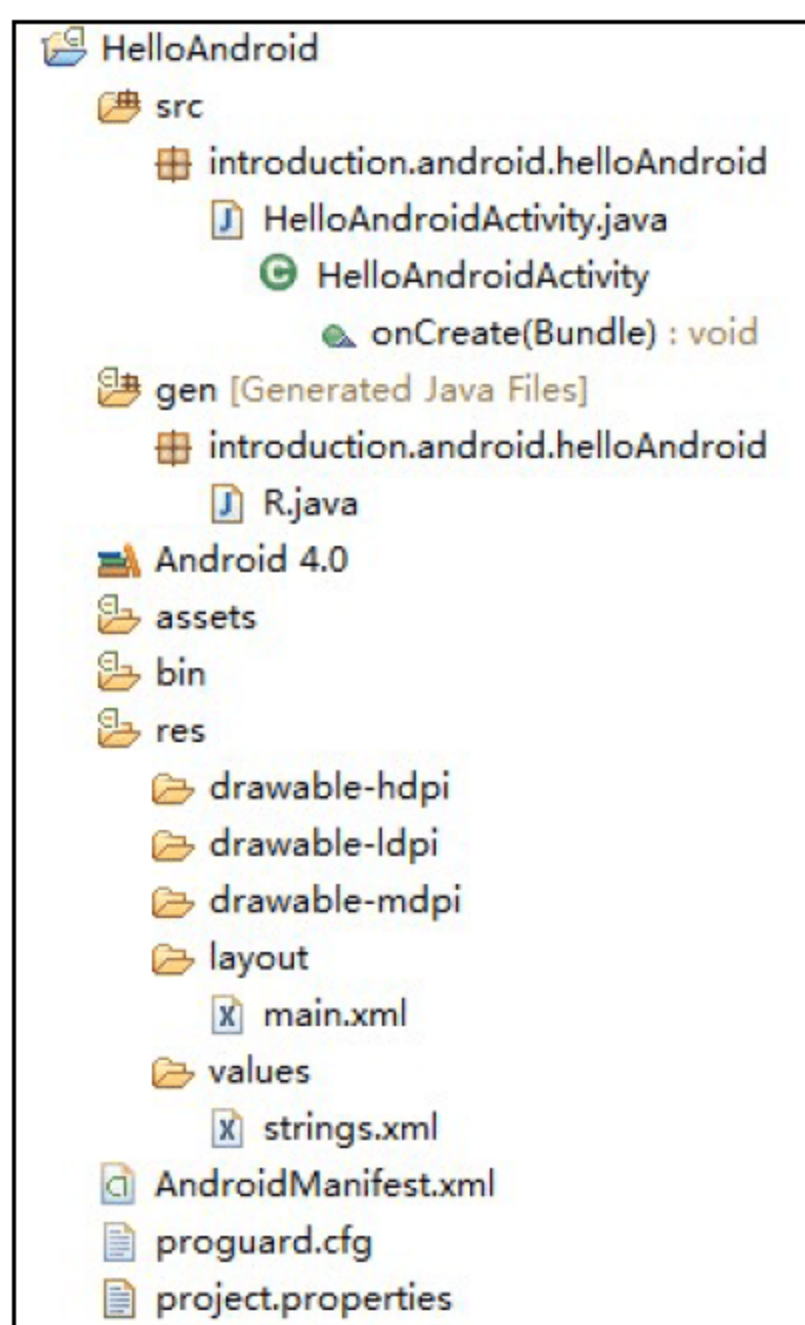 HelloAndroid
src
introduction.android.helloAndroid
HelloAndroidActivity.java
HelloAndroidActivity
onCreate(Bundle) : void
gen [Generated Java Files]
introduction.android.helloAndroid
R.java
Android 4.0
assets
bin
res
drawable-hdpi
drawable-ldpi
drawable-mdpi
layout
main.xml
values
strings.xml
AndroidManifest.xml
proguard.cfg
project.properties